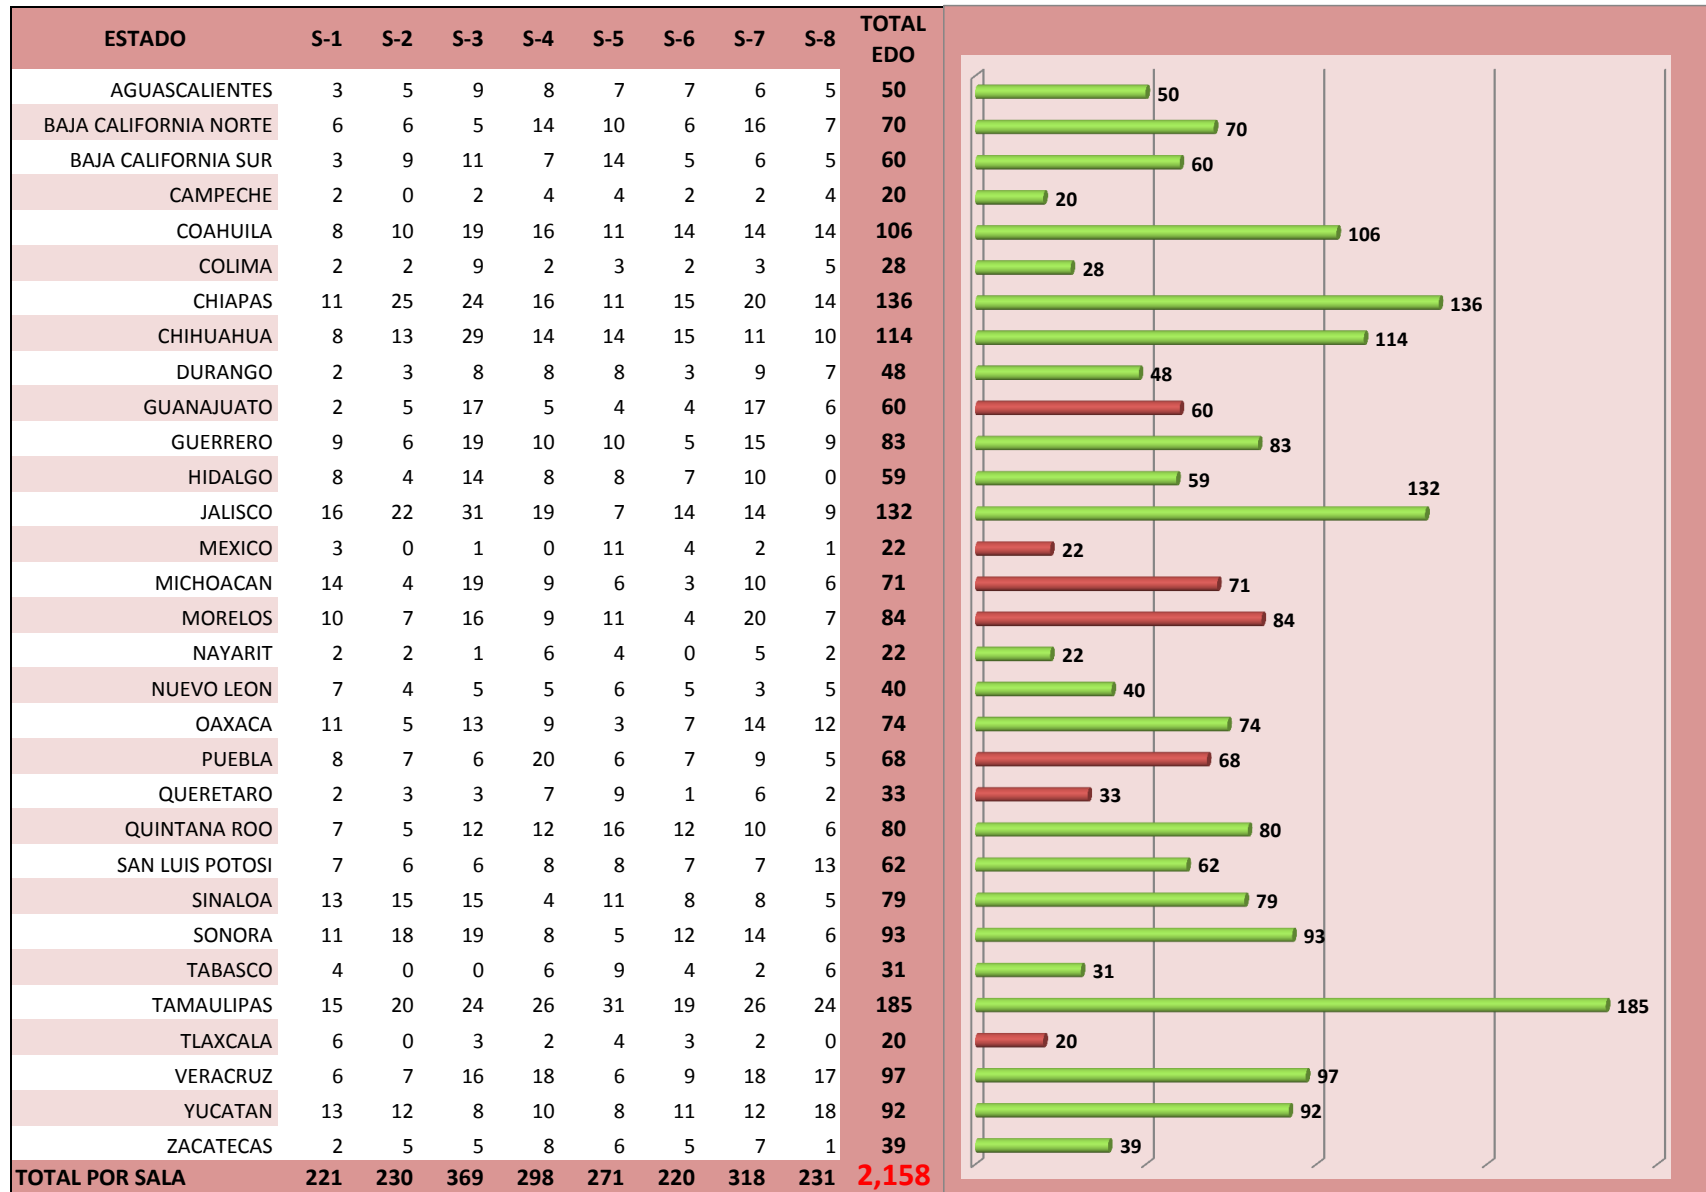 ESTADO S-1 S-2 S-3 S-4 S-5 S-6 S-7 S-8 TOTAL EDO
AGUASCALIENTES 3 5 9 8 7 7 6 5 50 50
BAJA CALIFORNIA NORTE 6 6 5 14 10 6 16 7 70 70
BAJA CALIFORNIA SUR 3 9 11 7 14 5 6 5 60 60
CAMPECHE 2 0 2 4 4 2 2 4 20 20
COAHUILA 8 10 19 16 11 14 14 14 106 106
COLIMA 2 2 9 2 3 2 3 5 28 28
CHIAPAS 11 25 24 16 11 15 20 14 136 136
CHIHUAHUA 8 13 29 14 14 15 11 10 114 114
DURANGO 2 3 8 8 8 3 9 7 48 48
GUANAJUATO 2 5 17 5 4 4 17 6 60 60
GUERRERO 9 6 19 10 10 5 15 9 83 83
HIDALGO 8 4 14 8 8 7 10 0 59 59
JALISCO 16 22 31 19 7 14 14 9 132 132
MEXICO 3 0 1 0 11 4 2 1 22 22
MICHOACAN 14 4 19 9 6 3 10 6 71 71
MORELOS 10 7 16 9 11 4 20 7 84 84
NAYARIT 2 2 1 6 4 0 5 2 22 22
NUEVO LEON 7 4 5 5 6 5 3 5 40 40
OAXACA 11 5 13 9 3 7 14 12 74 74
PUEBLA 8 7 6 20 6 7 9 5 68 68
QUERETARO 2 3 3 7 9 1 6 2 33 33
QUINTANA ROO 7 5 12 12 16 12 10 6 80 80
SAN LUIS POTOSI 7 6 6 8 8 7 7 13 62 62
SINALOA 13 15 15 4 11 8 8 5 79 79
SONORA 11 18 19 8 5 12 14 6 93 93
TABASCO 4 0 0 6 9 4 2 6 31 31
TAMAULIPAS 15 20 24 26 31 19 26 24 185 185
TLAXCALA 6 0 3 2 4 3 2 0 20 20
VERACRUZ 6 7 16 18 6 9 18 17 97 97
YUCATAN 13 12 8 10 8 11 12 18 92 92
ZACATECAS 2 5 5 8 6 5 7 1 39 39
TOTAL POR SALA 221 230 369 298 271 220 318 231 2,158